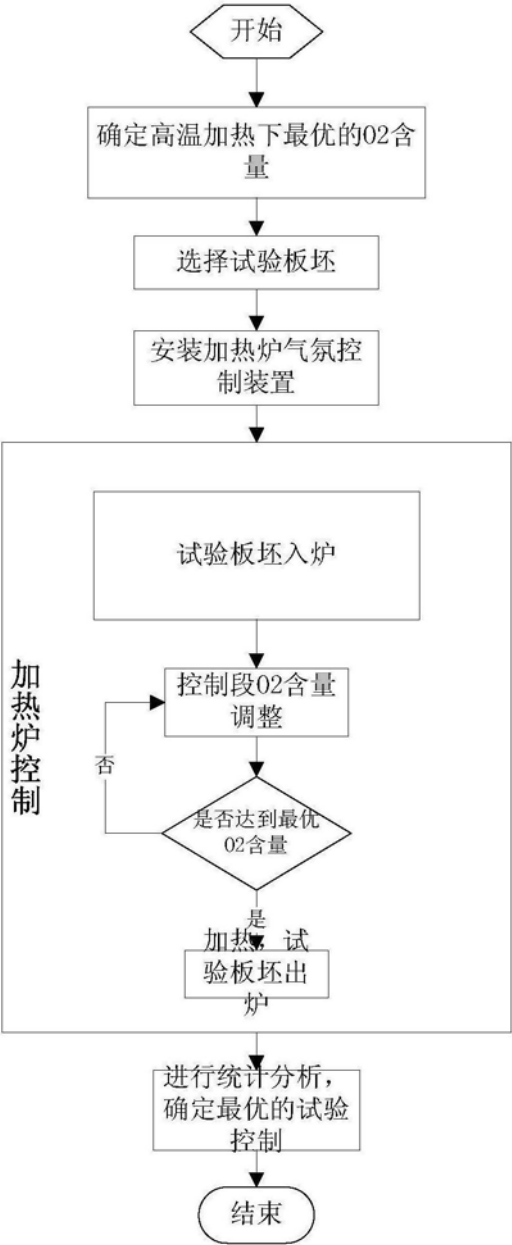 开始
确定高温加热下最优的O2含
量
选择试验板坯
安装加热炉气氛控
制装置
加热炉控制
试验板坯入炉
控制段O2含量
调整
否
是否达到最优
O2含量
是
加热，试
验板坯出
炉
进行统计分析，
确定最优的试验
控制
结束